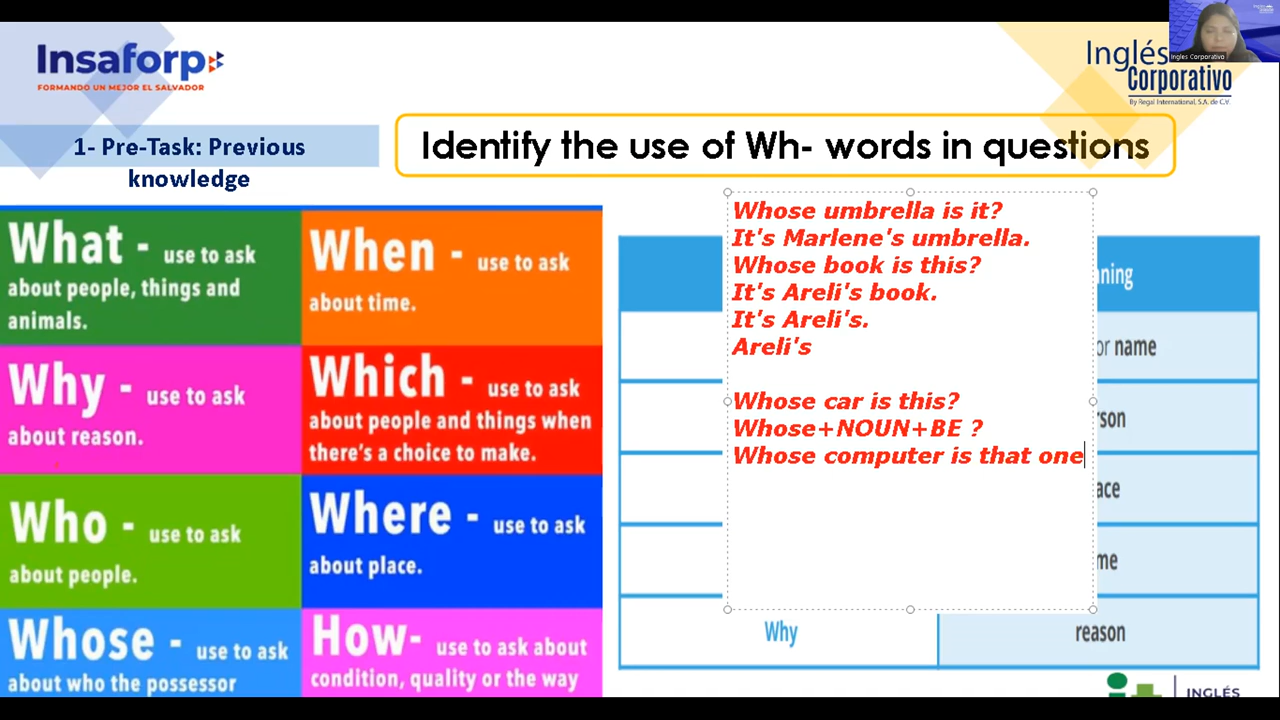 Insaforp
FORMANDO UN MEJOR EL SALVADOR
Inglés
Corporativo
By Regal International, S.A. de C.V.
Ingles Corporativo
1- Pre-Task: Previous
knowledge
Identify the use of Wh- words in questions
What - use to ask
about people, things and
animals.
When - use to ask
about time.
Why - use to ask
about reason.
Which - use to ask
about people and things when
there's a choice to make.
Who - use to ask
about people.
Where - use to ask
about place.
Whose - use to ask
about who the possessor
How- use to ask about
condition, quality or the way
Whose umbrella is it?
It's Marlene's umbrella.
Whose book is this?
It's Areli's book.
It's Areli's.
Areli's
Whose car is this?
Whose+NOUN+BE ?
Whose computer is that one
or name
Why
reason
INGLÉS